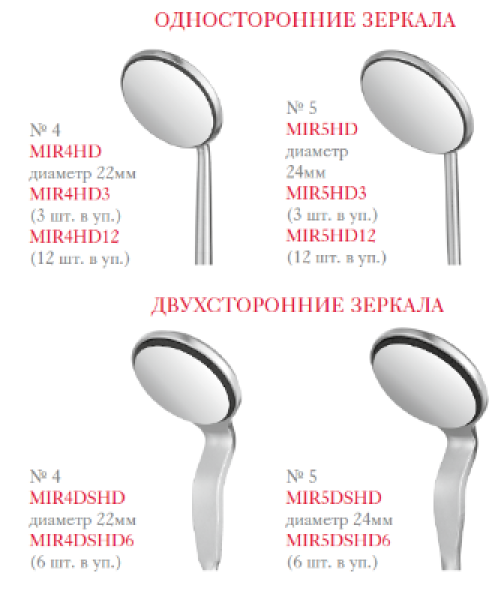 ОДНОСТОРОННИЕ ЗЕРКАЛА
№ 4
MIR4HD
диаметр 22мм
MIR4HD3
(3 шт. в уп.)
MIR4HD12
(12 шт. в уп.)
№ 5
MIR5HD
диаметр
24мм
MIR5HD3
(3 шт. в уп.)
MIR5HD12
(12 шт. в уп.)
ДВУХСТОРОННИЕ ЗЕРКАЛА
№ 4
MIR4DSHD
диаметр 22мм
MIR4DSHD6
(6 шт. в уп.)
№ 5
MIR5DSHD
диаметр 24мм
MIR5DSHD6
(6 шт. в уп.)